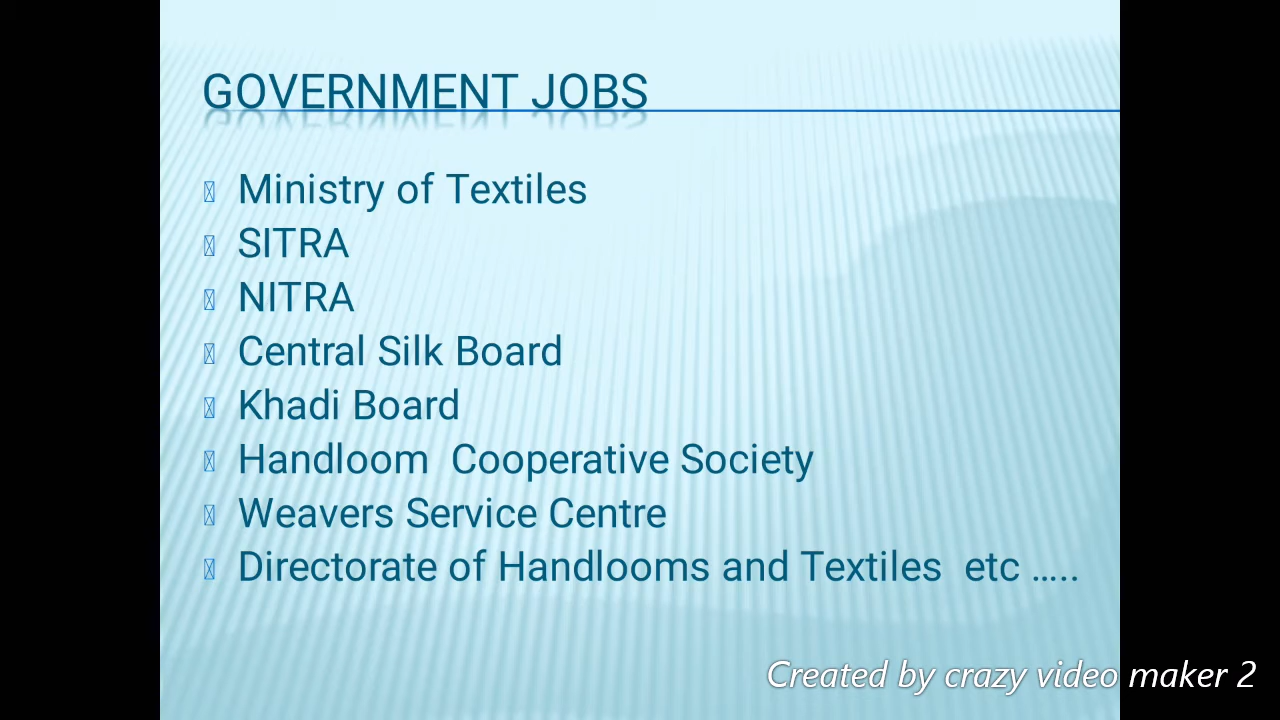 GOVERNMENT JOBS
Ministry of Textiles
SITRA
NITRA
Central Silk Board
Khadi Board
Handloom  Cooperative Society
Weavers Service Centre
Directorate of Handlooms and Textiles  etc .....
Created by crazy video maker 2